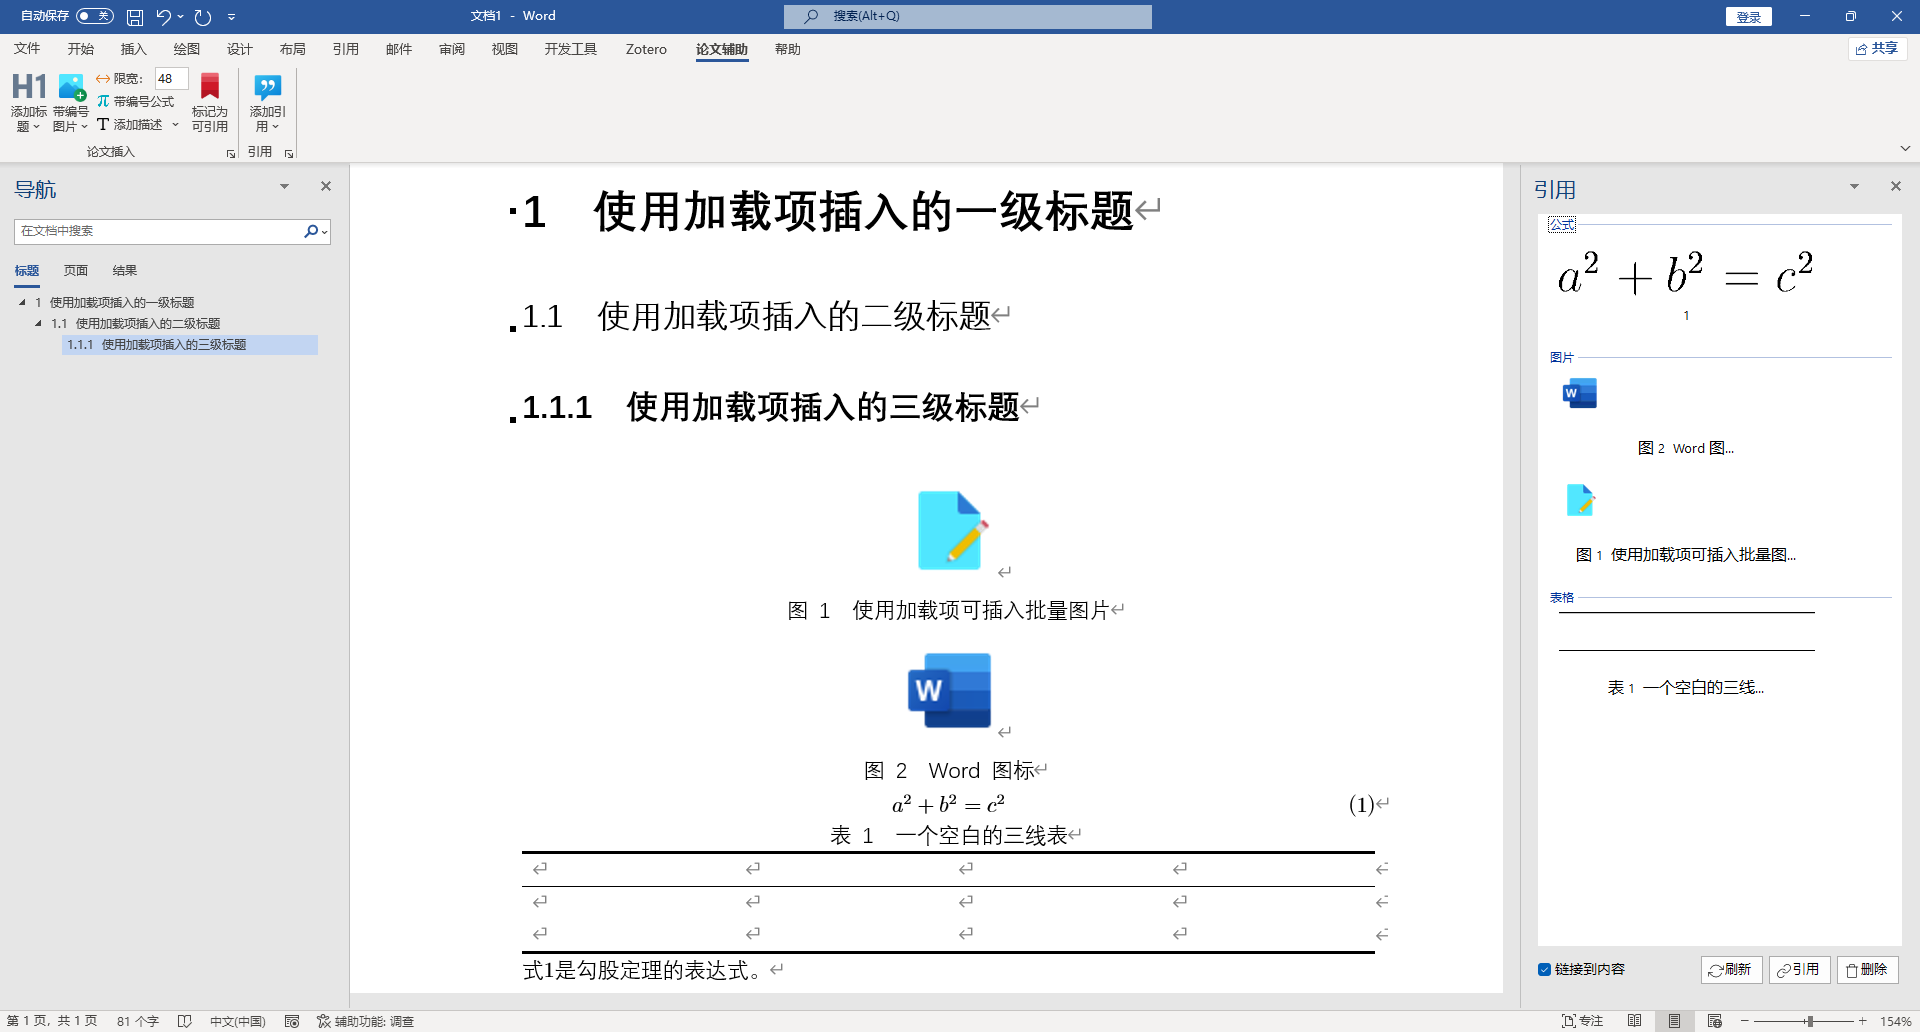 自动保存 关 文档1 - Word 搜索(Alt+Q) 登录
文件 开始 插入 绘图 设计 布局 引用 邮件 审阅 视图 开发工具 Zotero 论文辅助 帮助 共享
H1 限宽: 48
添加标题 带编号图片 带编号公式 添加描述 标记为可引用 添加引用
论文插入 引用
导航
在文档中搜索
标题 页面 结果
1 使用加载项插入的一级标题
1.1 使用加载项插入的二级标题
1.1.1 使用加载项插入的三级标题
1 使用加载项插入的一级标题
1.1 使用加载项插入的二级标题
1.1.1 使用加载项插入的三级标题
图 1 使用加载项可插入批量图片
W
图 2 Word 图标
a² + b² = c² (1)
表 1 一个空白的三线表
式1是勾股定理的表达式。
引用
公式
a² + b² = c²
1
图片
W
图 2 Word 图...
图 1 使用加载项可插入批量图...
表格
表 1 一个空白的三线...
链接到内容 刷新 引用 删除
第 1 页，共 1 页 81 个字 中文(中国) 辅助功能: 调查 专注 154%